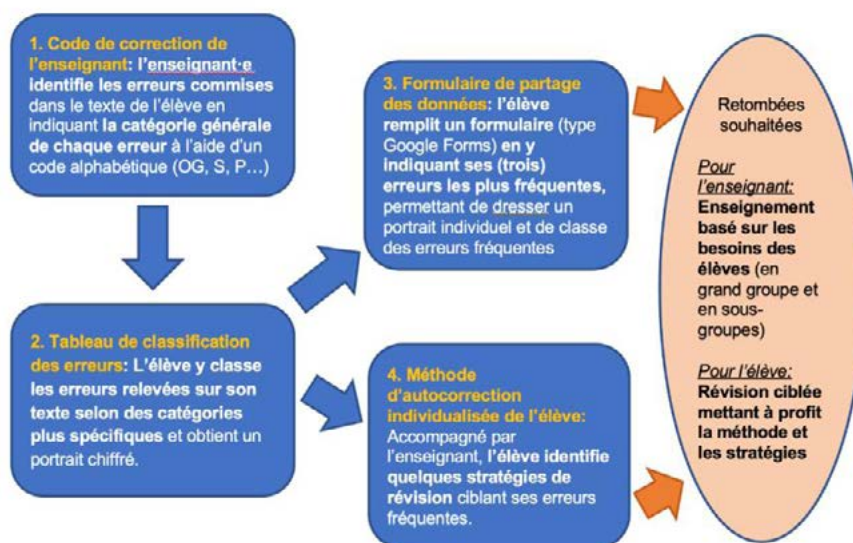 1. Code de correction de
l'enseignant: l'enseignant·e
identifie les erreurs commises
dans le texte de l'élève en
indiquant la catégorie générale
de chaque erreur à l'aide d'un
code alphabétique (OG, S, P…)
2. Tableau de classification
des erreurs: L'élève y classe
les erreurs relevées sur son
texte selon des catégories
plus spécifiques et obtient un
portrait chiffré.
3. Formulaire de partage
des données: l'élève
remplit un formulaire (type
Google Forms) en y
indiquant ses (trois)
erreurs les plus fréquentes,
permettant de dresser un
portrait individuel et de classe
des erreurs fréquentes
4. Méthode
d'autocorrection
individualisée de l'élève:
Accompagné par
l'enseignant, l'élève identifie
quelques stratégies de
révision ciblant ses erreurs
fréquentes.
Retombées
souhaitées
Pour
l'enseignant:
Enseignement
basé sur les
besoins des
élèves (en
grand groupe et
en sous-
groupes)
Pour l'élève:
Révision ciblée
mettant à profit
la méthode et
les stratégies